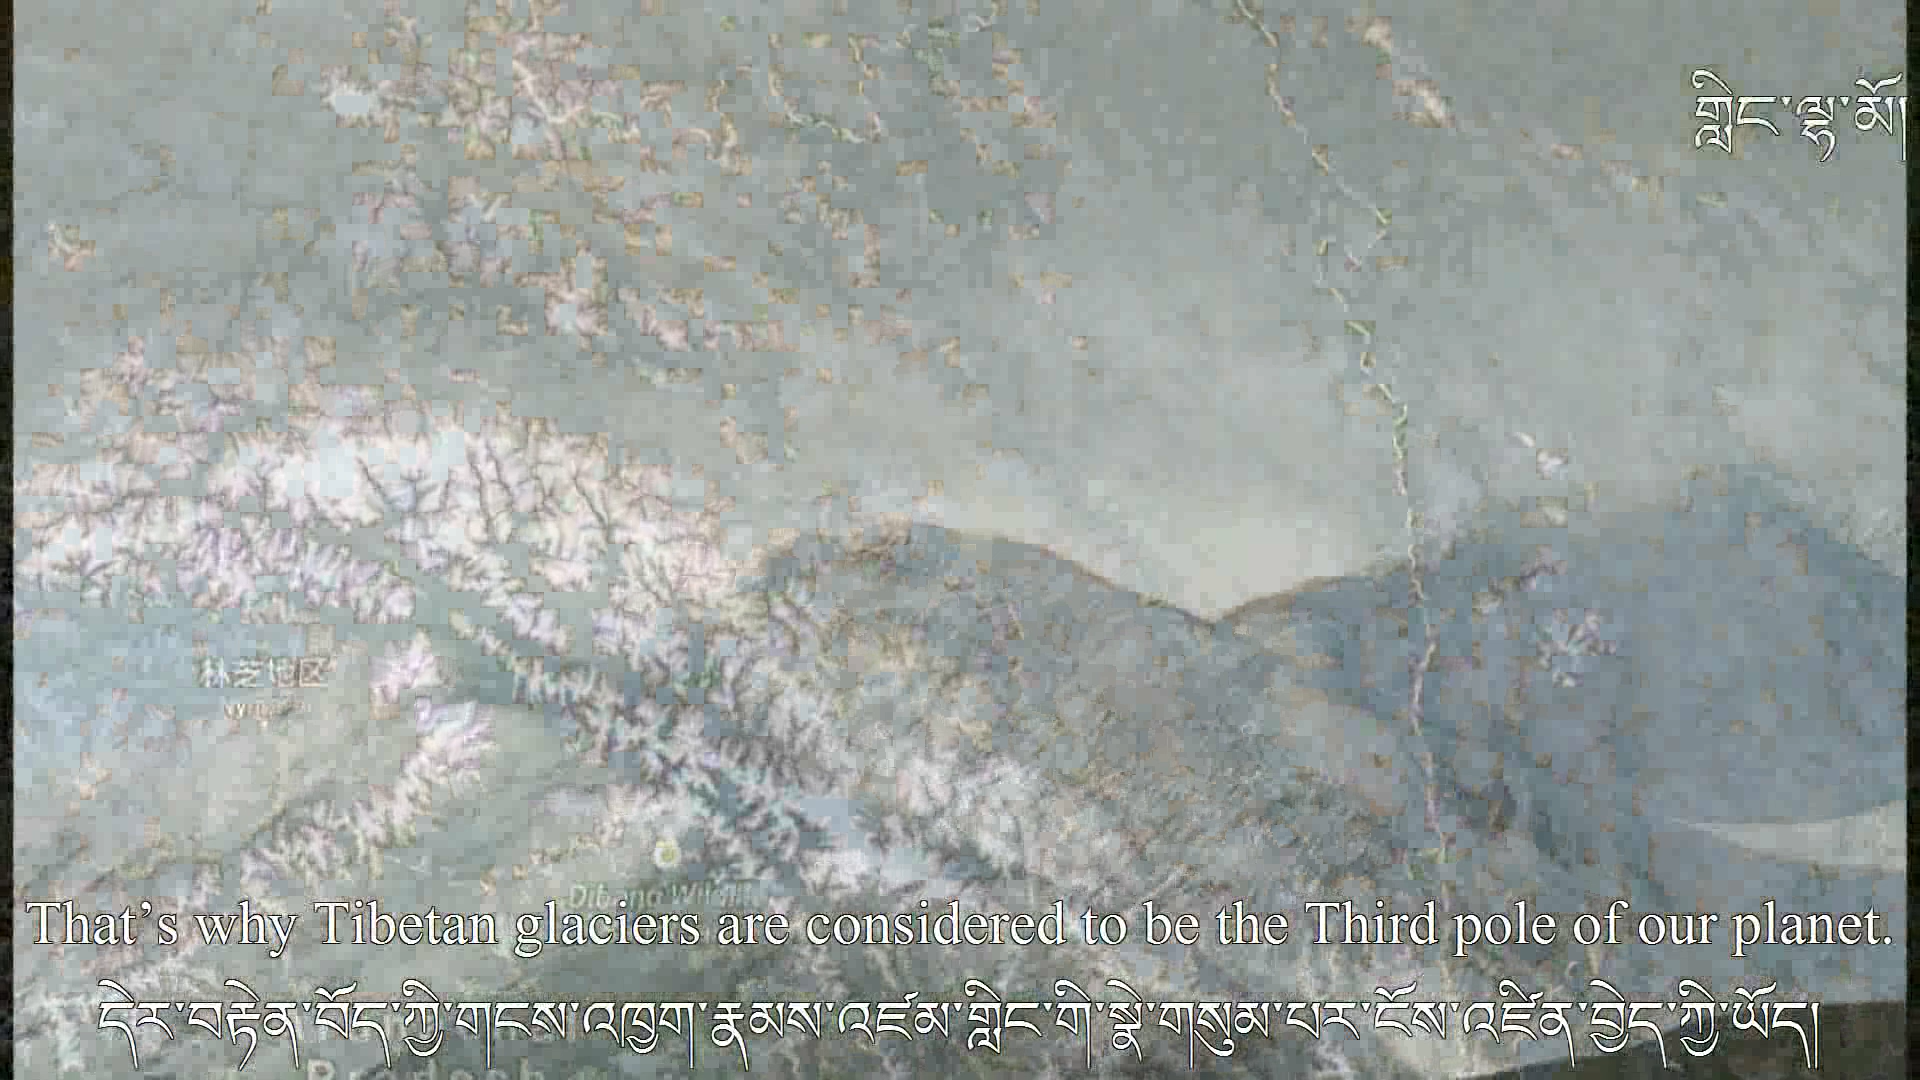 གླིང་ལྷ་མོ།
林芝地区
That’s why Tibetan glaciers are considered to be the Third pole of our planet.
དེར་བརྟེན་བོད་ཀྱི་གངས་འཁྱག་རྣམས་འཛམ་གླིང་གི་སྣེ་གསུམ་པར་ངོས་འཛིན་བྱེད་ཀྱི་ཡོད།